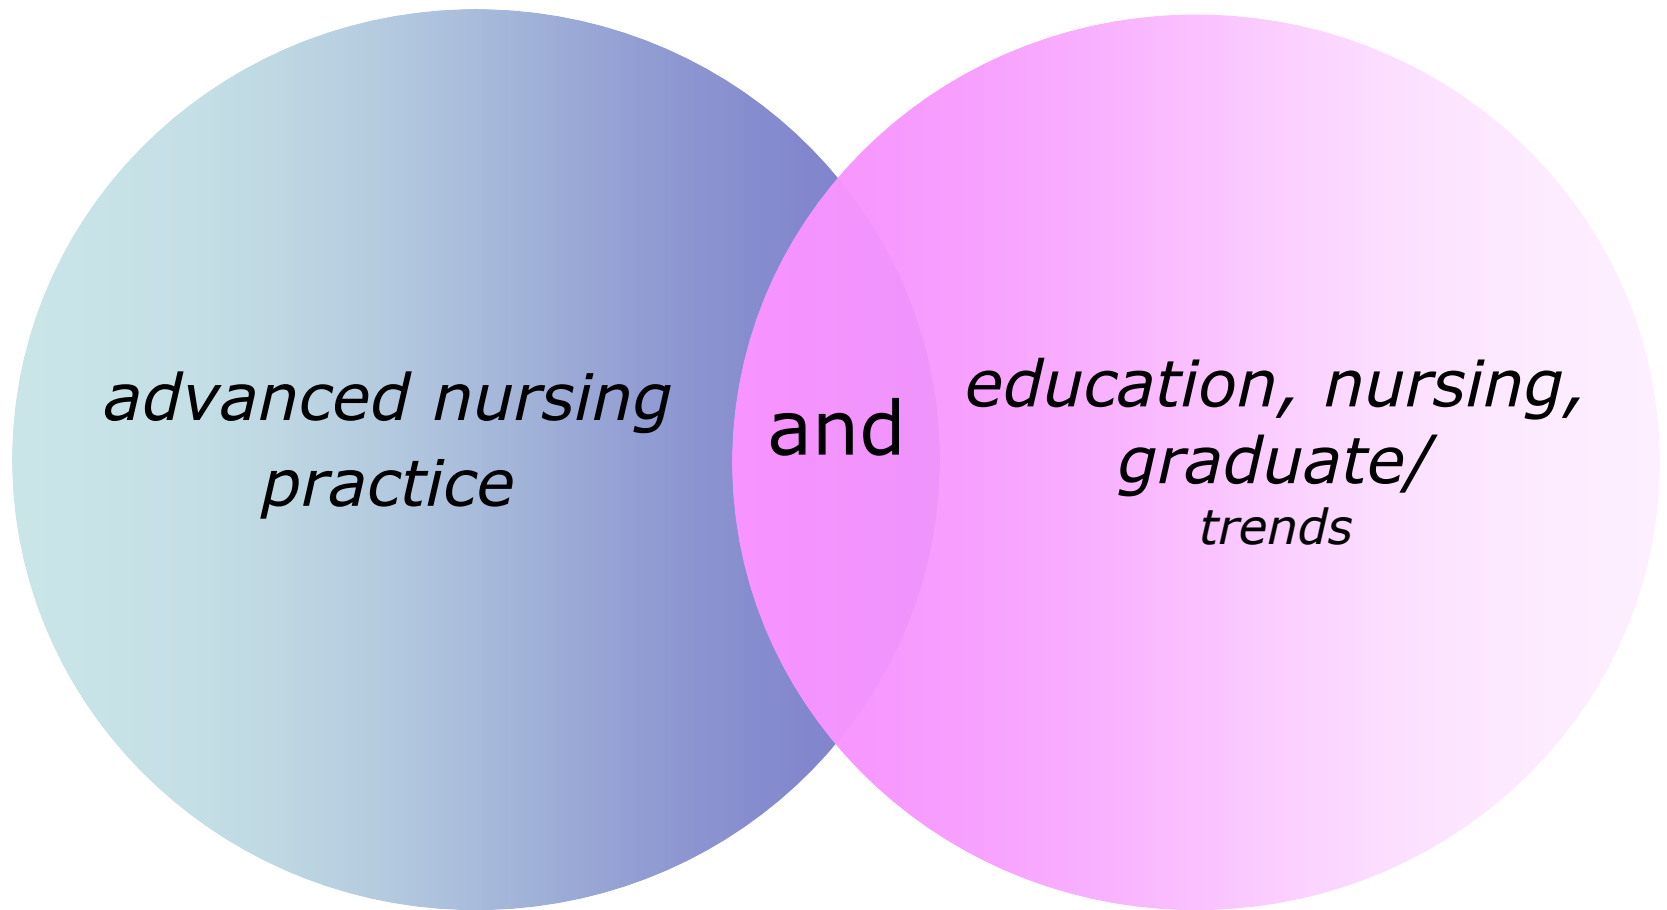 advanced nursing
practice
and
education, nursing,
graduate/
trends